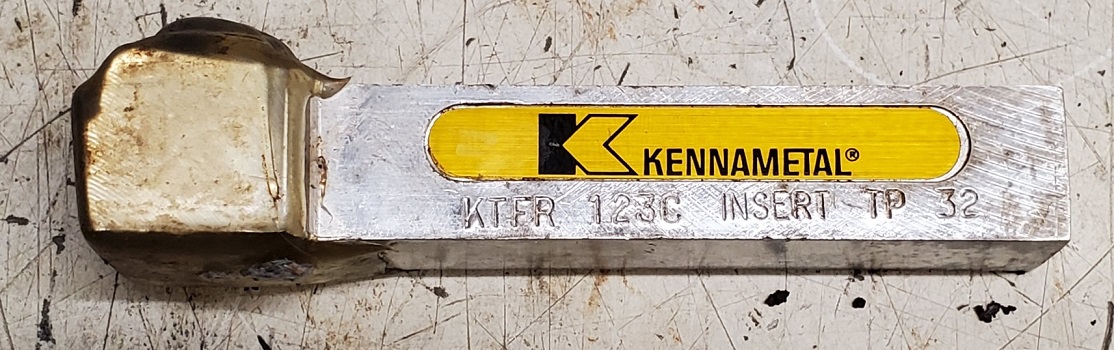 KENNAMETAL®
KTFR 123C INSERT TP 32